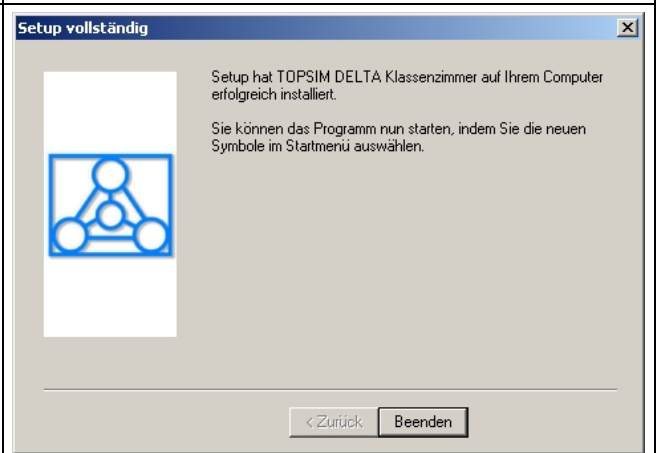 Setup vollständig
Setup hat TOPSIM DELTA Klassenzimmer auf Ihrem Computer
erfolgreich installiert.
Sie können das Programm nun starten, indem Sie die neuen
Symbole im Startmenü auswählen.
< Zurück
Beenden